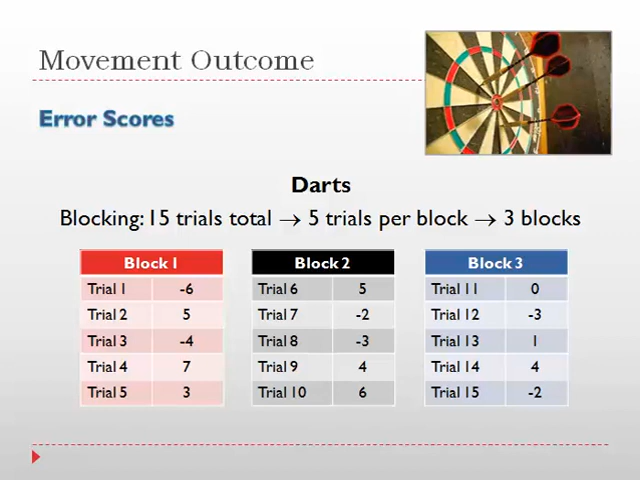 Movement Outcome
Error Scores
Darts
Blocking: 15 trials total → 5 trials per block → 3 blocks
Block 1
Trial 1 -6
Trial 2 5
Trial 3 -4
Trial 4 7
Trial 5 3
Block 2
Trial 6 5
Trial 7 -2
Trial 8 -3
Trial 9 4
Trial 10 6
Block 3
Trial 11 0
Trial 12 -3
Trial 13 1
Trial 14 4
Trial 15 -2